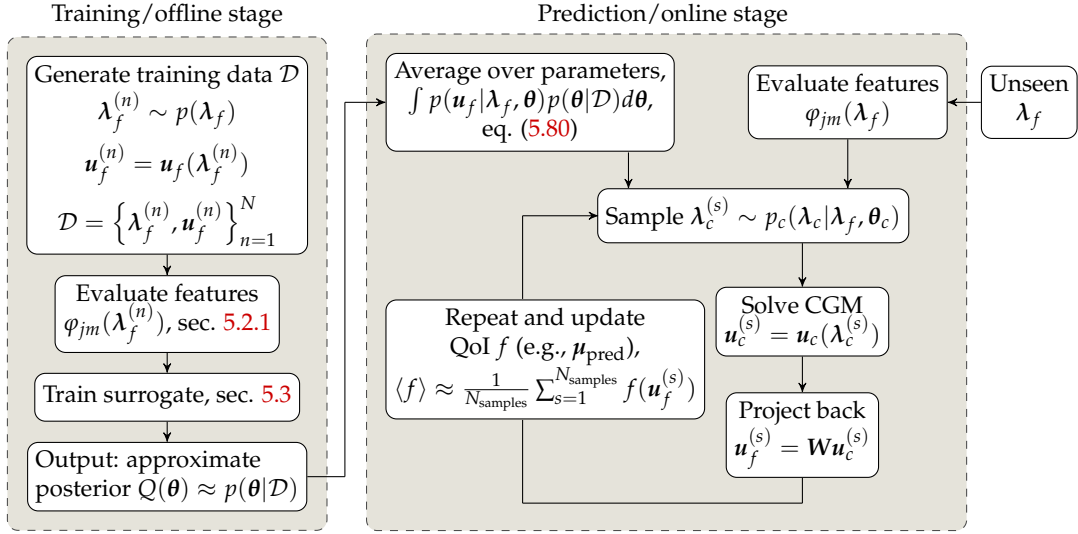 Training/offline stage
Generate training data 𝒟
λ_f^(n) ∼ p(λ_f)
u_f^(n) = u_f(λ_f^(n))
𝒟 = {λ_f^(n), u_f^(n)}_{n=1}^N
Evaluate features
φ_jm(λ_f^(n)), sec. 5.2.1
Train surrogate, sec. 5.3
Output: approximate
posterior Q(θ) ≈ p(θ|𝒟)
Prediction/online stage
Average over parameters,
∫ p(u_f|λ_f, θ)p(θ|𝒟)dθ,
eq. (5.80)
Evaluate features
φ_jm(λ_f)
Unseen
λ_f
Sample λ_c^(s) ∼ p_c(λ_c|λ_f, θ_c)
Solve CGM
u_c^(s) = u_c(λ_c^(s))
Project back
u_f^(s) = Wu_c^(s)
Repeat and update
QoI f (e.g., μ_pred),
⟨f⟩ ≈ 1/N_samples ∑_{s=1}^{N_samples} f(u_f^(s))